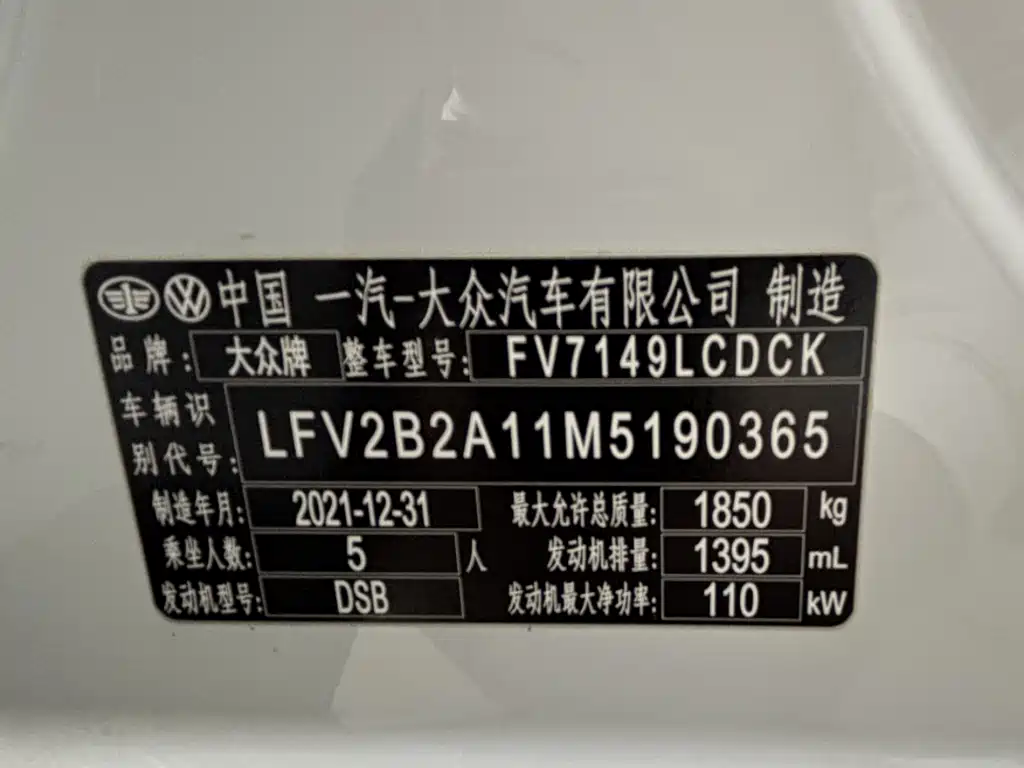 中国 一汽-大众汽车有限公司 制造
品牌: 大众牌 整车型号: FV7149LCDCK
车辆识别代号: LFV2B2A11M5190365
制造年月: 2021-12-31 最大允许总质量: 1850 kg
乘坐人数: 5 人 发动机排量: 1395 mL
发动机型号: DSB 发动机最大净功率: 110 kW